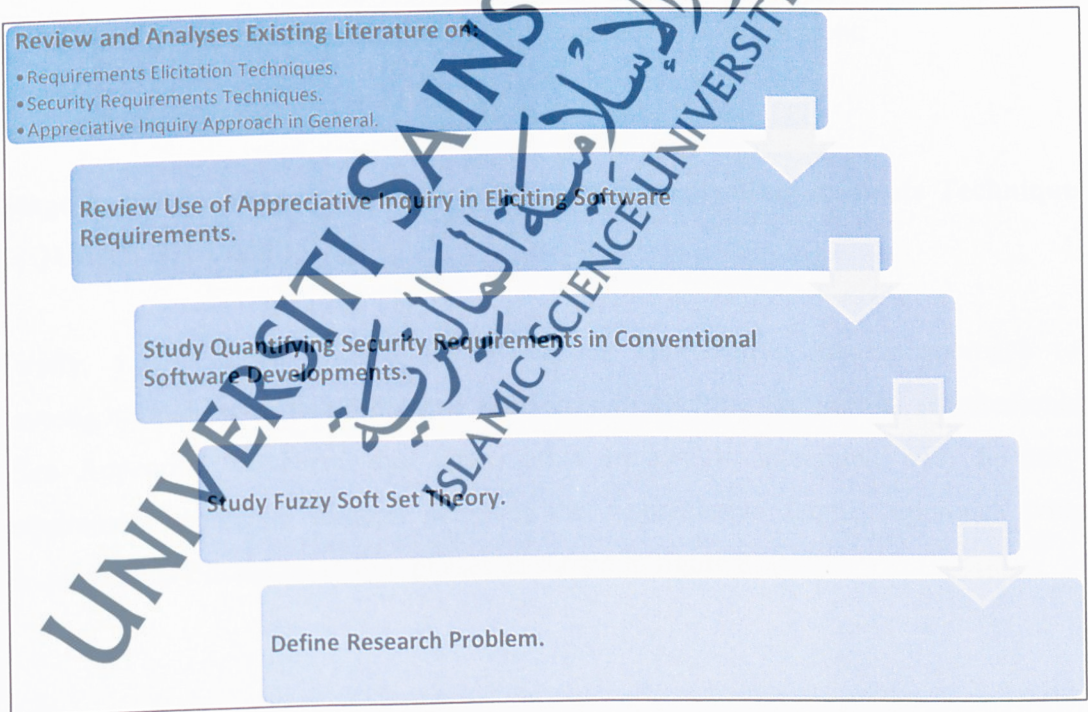 Review and Analyses Existing Literature on:
• Requirements Elicitation Techniques.
• Security Requirements Techniques.
• Appreciative Inquiry Approach in General.
Review Use of Appreciative Inquiry in Eliciting Software
Requirements.
Study Quantifying Security Requirements in Conventional
Software Developments.
Study Fuzzy Soft Set Theory.
Define Research Problem.
UNIVERSITI SAINS
الإسلامية الماليزية
ISLAMIC SCIENCE